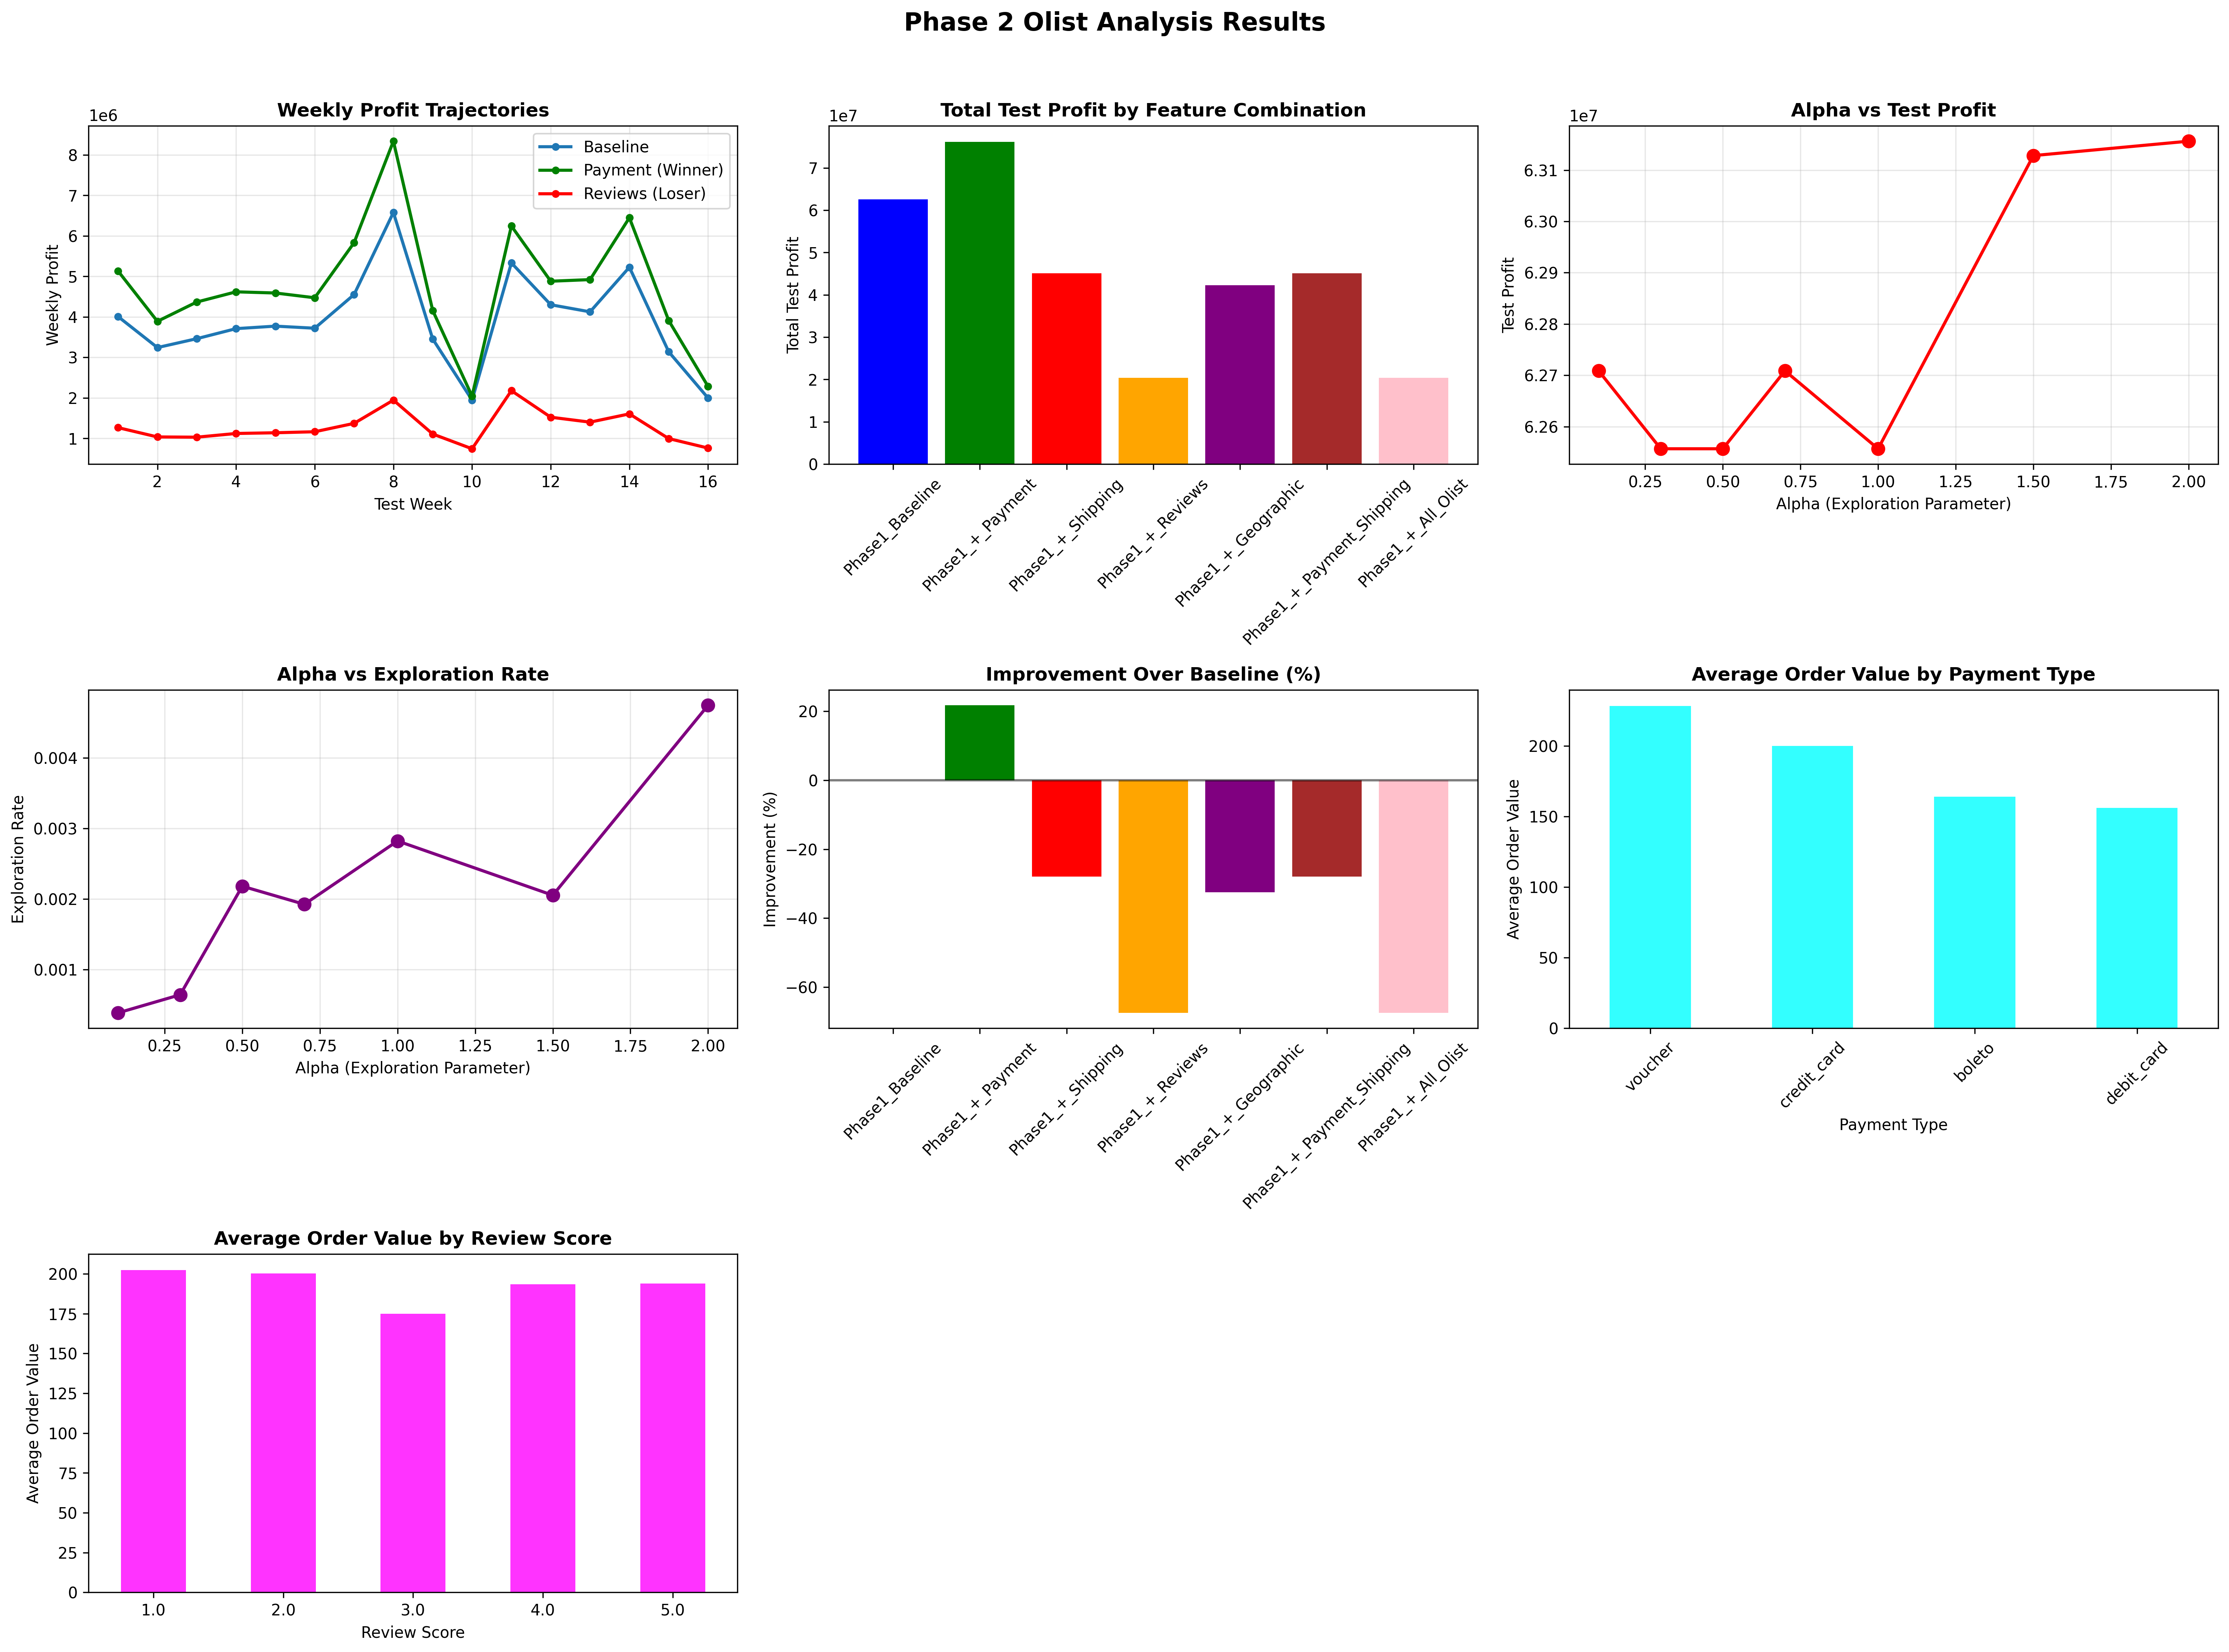 Phase 2 Olist Analysis Results
Weekly Profit Trajectories
1e6
Weekly Profit
8
7
6
5
4
3
2
1
Baseline
Payment (Winner)
Reviews (Loser)
2 4 6 8 10 12 14 16
Test Week
Total Test Profit by Feature Combination
1e7
Total Test Profit
7
6
5
4
3
2
1
0
Phase1_Baseline
Phase1_+_Payment
Phase1_+_Shipping
Phase1_+_Reviews
Phase1_+_Geographic
Phase1_+_Payment_Shipping
Phase1_+_All_Olist
Alpha vs Test Profit
1e7
Test Profit
6.31
6.30
6.29
6.28
6.27
6.26
0.25 0.50 0.75 1.00 1.25 1.50 1.75 2.00
Alpha (Exploration Parameter)
Alpha vs Exploration Rate
Exploration Rate
0.004
0.003
0.002
0.001
0.25 0.50 0.75 1.00 1.25 1.50 1.75 2.00
Alpha (Exploration Parameter)
Improvement Over Baseline (%)
Improvement (%)
20
0
−20
−40
−60
Phase1_Baseline
Phase1_+_Payment
Phase1_+_Shipping
Phase1_+_Reviews
Phase1_+_Geographic
Phase1_+_Payment_Shipping
Phase1_+_All_Olist
Average Order Value by Payment Type
Average Order Value
200
150
100
50
0
voucher
credit_card
boleto
debit_card
Payment Type
Average Order Value by Review Score
Average Order Value
200
175
150
125
100
75
50
25
0
1.0 2.0 3.0 4.0 5.0
Review Score